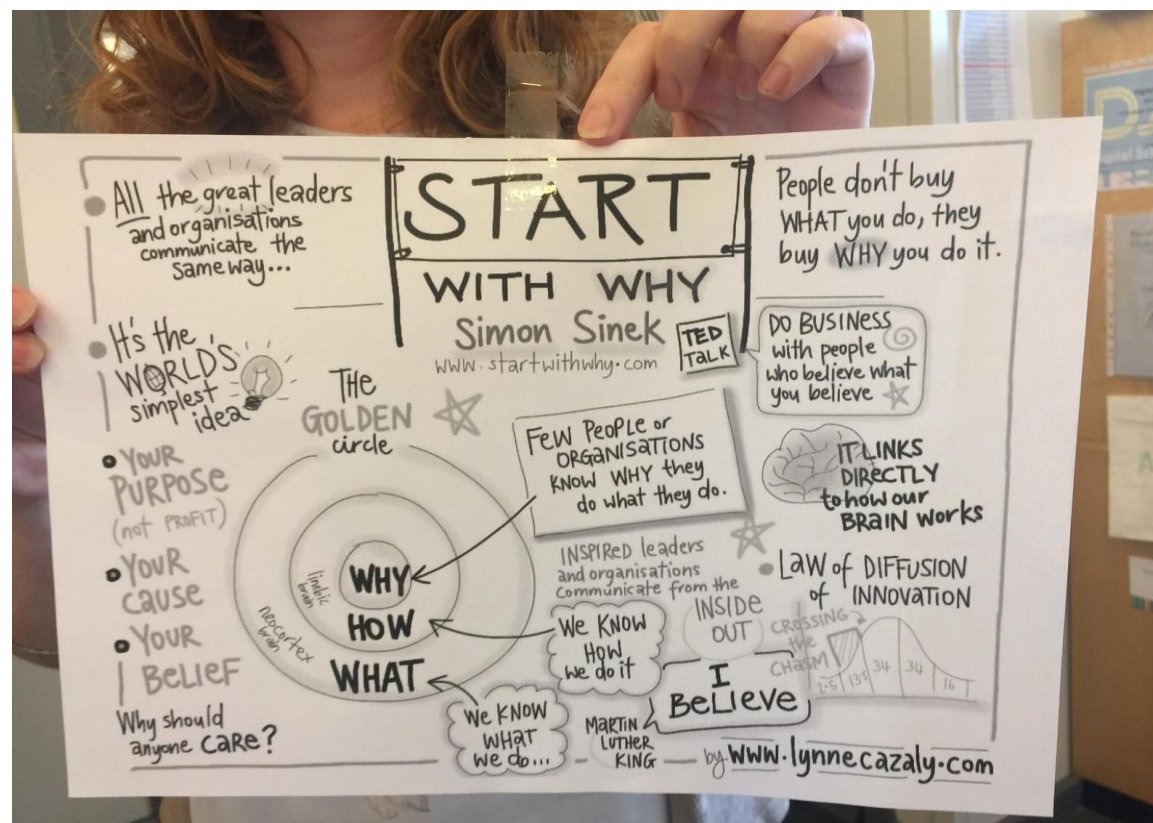 All the great leaders
and organisations
communicate the
same way...
START
WITH WHY
Simon Sinek
www.startwithwhy.com
TED
TALK
People don't buy
WHAT you do, they
buy WHY you do it.
It's the
WORLD'S
simplest
idea
DO BUSINESS
with people
who believe what
you believe
THE
GOLDEN
circle
FEW PEOPLE or
ORGANISATIONS
KNOW WHY they
do what they do.
IT LINKS
DIRECTLY
to how our
BRAIN works
YOUR
PURPOSE
(not PROFIT)
YOUR
CAUSE
YOUR
BELIEF
Why should
anyone CARE?
WHY
limbic
brain
HOW
neocortex
brain
WHAT
INSPIRED leaders
and organisations
communicate from the
INSIDE
OUT
WE KNOW
HOW
we do it
WE KNOW
WHAT
we do...
I
BELIEVE
MARTIN
LUTHER
KING
LAW of DIFFUSION
of INNOVATION
CROSSING
the
CHASM
2.5 13.5 34 34 16
by www.lynnecazaly.com